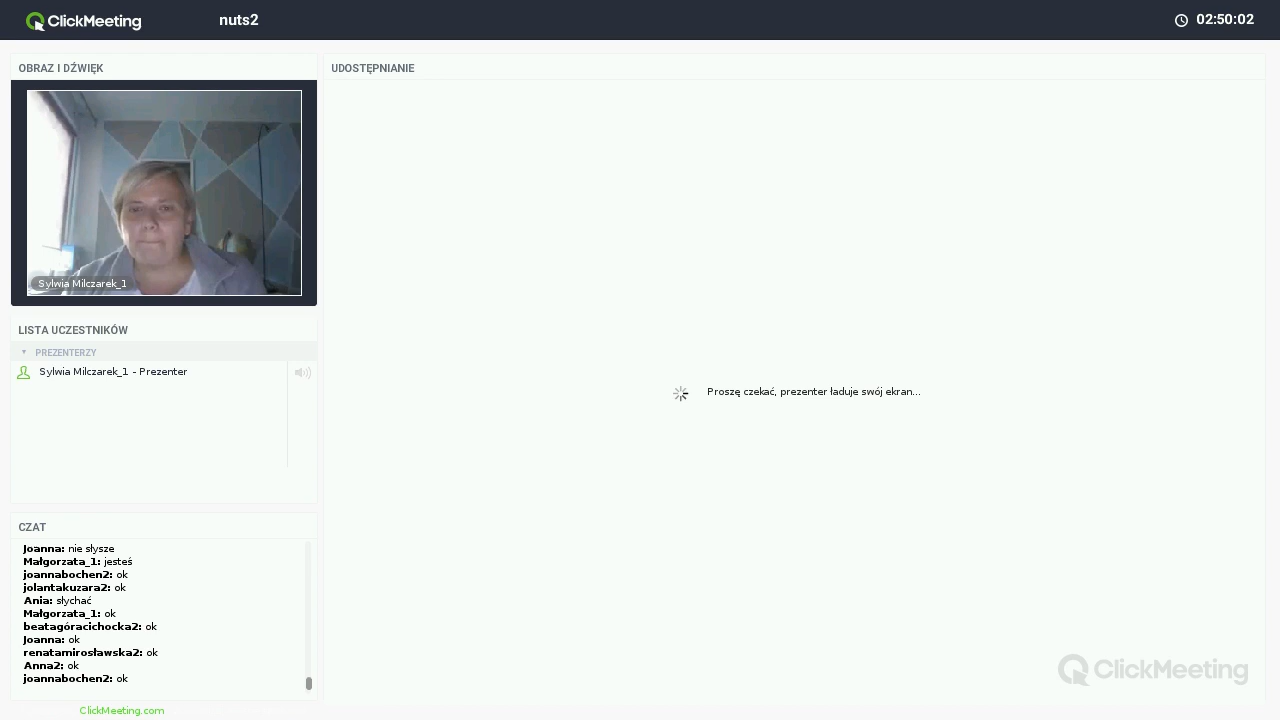 ClickMeeting
nuts2
02:50:02
OBRAZ I DŹWIĘK
Sylwia Milczarek_1
LISTA UCZESTNIKÓW
PREZENTERZY
Sylwia Milczarek_1 - Prezenter
CZAT
Joanna: nie słysze
Małgorzata_1: jesteś
joannabochen2: ok
jolantakuzara2: ok
Ania: słychać
Małgorzata_1: ok
beatagóracichocka2: ok
Joanna: ok
renatamirosławska2: ok
Anna2: ok
joannabochen2: ok
ClickMeeting.com
UDOSTĘPNIANIE
Proszę czekać, prezenter ładuje swój ekran...
ClickMeeting